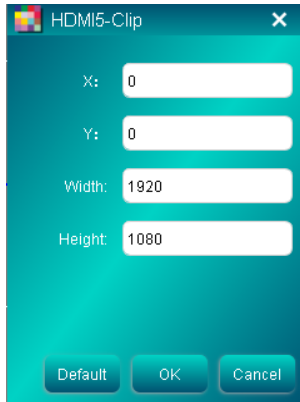 HDMI5-Clip
X: 0
Y: 0
Width: 1920
Height: 1080
Default OK Cancel